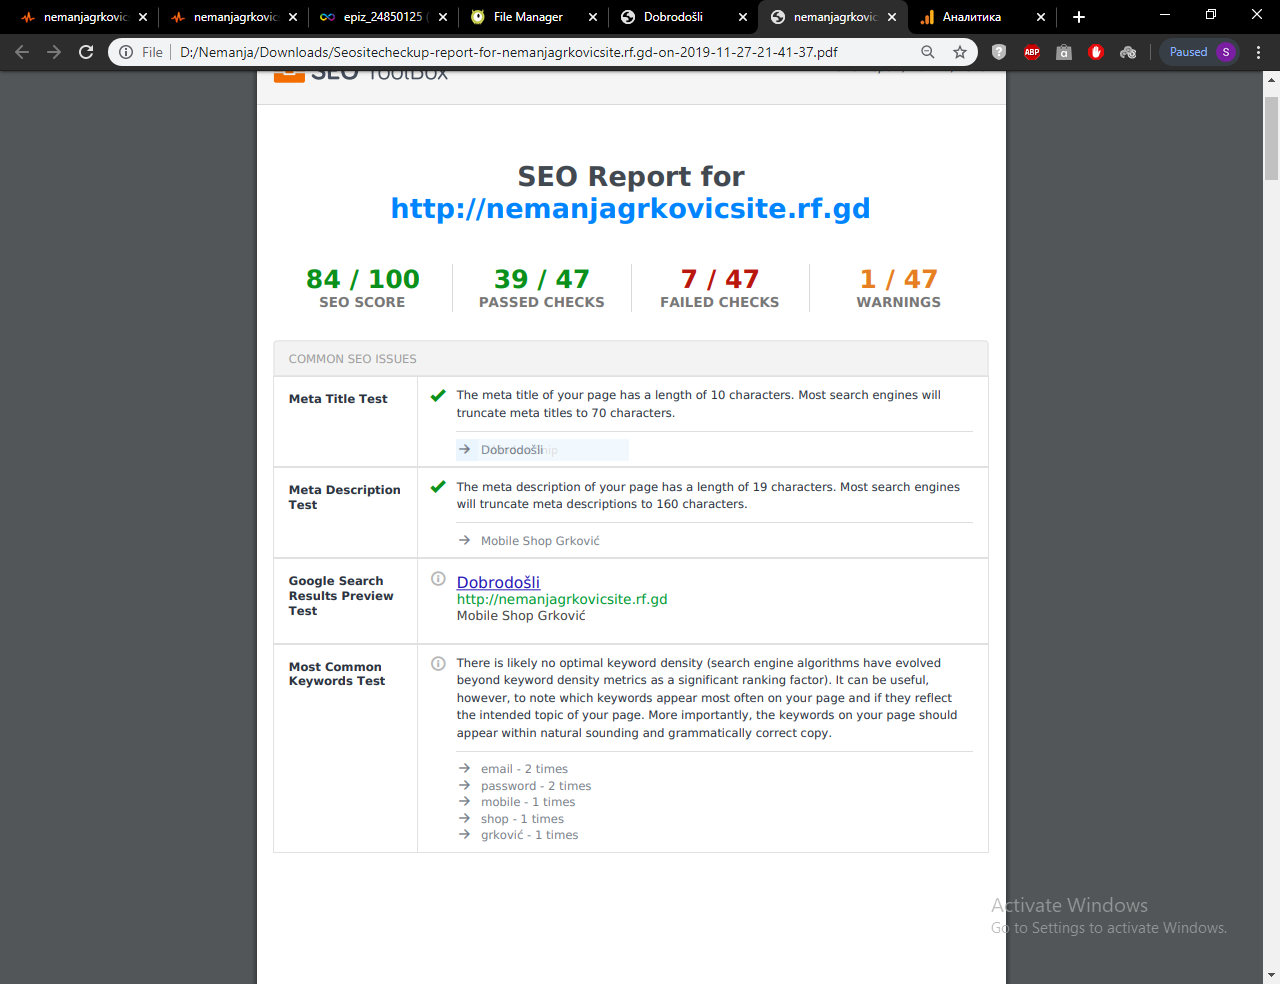 nemanjagrkovic
nemanjagrkovic
epiz_24850125 (
File Manager
Dobrodošli
nemanjagrkovic
Аналитика
File
D:/Nemanja/Downloads/Seositecheckup-report-for-nemanjagrkovicsite.rf.gd-on-2019-11-27-21-41-37.pdf
ABP
Paused
S
SEO ToolBox
SEO Report for
http://nemanjagrkovicsite.rf.gd
84 / 100
SEO SCORE
39 / 47
PASSED CHECKS
7 / 47
FAILED CHECKS
1 / 47
WARNINGS
COMMON SEO ISSUES
Meta Title Test
The meta title of your page has a length of 10 characters. Most search engines will
truncate meta titles to 70 characters.
Dobrodošli
Meta Description
Test
The meta description of your page has a length of 19 characters. Most search engines
will truncate meta descriptions to 160 characters.
Mobile Shop Grković
Google Search
Results Preview
Test
Dobrodošli
http://nemanjagrkovicsite.rf.gd
Mobile Shop Grković
Most Common
Keywords Test
There is likely no optimal keyword density (search engine algorithms have evolved
beyond keyword density metrics as a significant ranking factor). It can be useful,
however, to note which keywords appear most often on your page and if they reflect
the intended topic of your page. More importantly, the keywords on your page should
appear within natural sounding and grammatically correct copy.
email - 2 times
password - 2 times
mobile - 1 times
shop - 1 times
grković - 1 times
Activate Windows
Go to Settings to activate Windows.